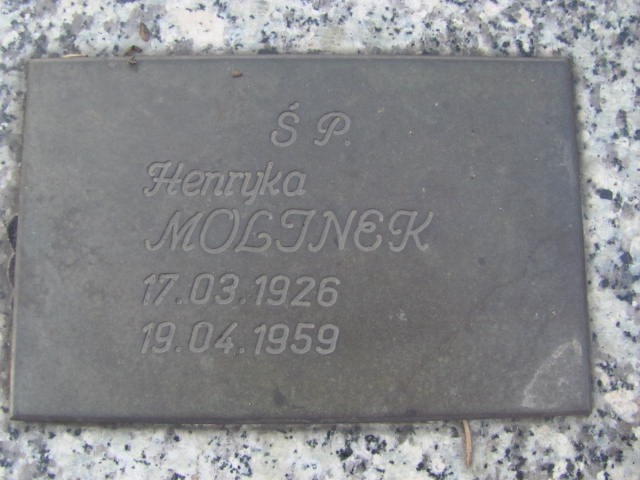 Ś P.
Henryka
MOLINEK
17.03.1926
19.04.1959